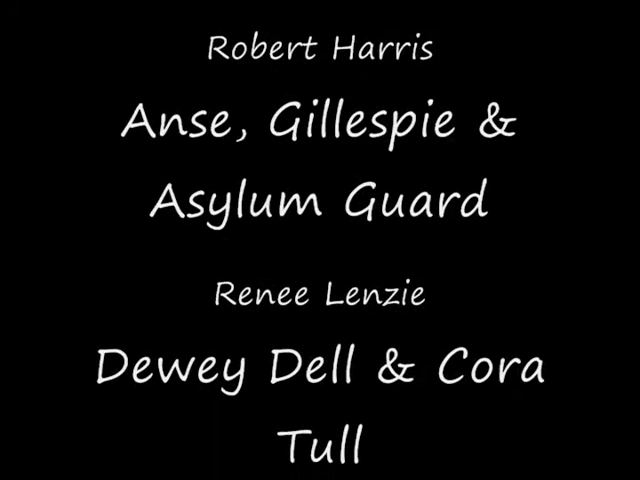 Robert Harris
Anse, Gillespie &
Asylum Guard
Renee Lenzie
Dewey Dell & Cora
Tull